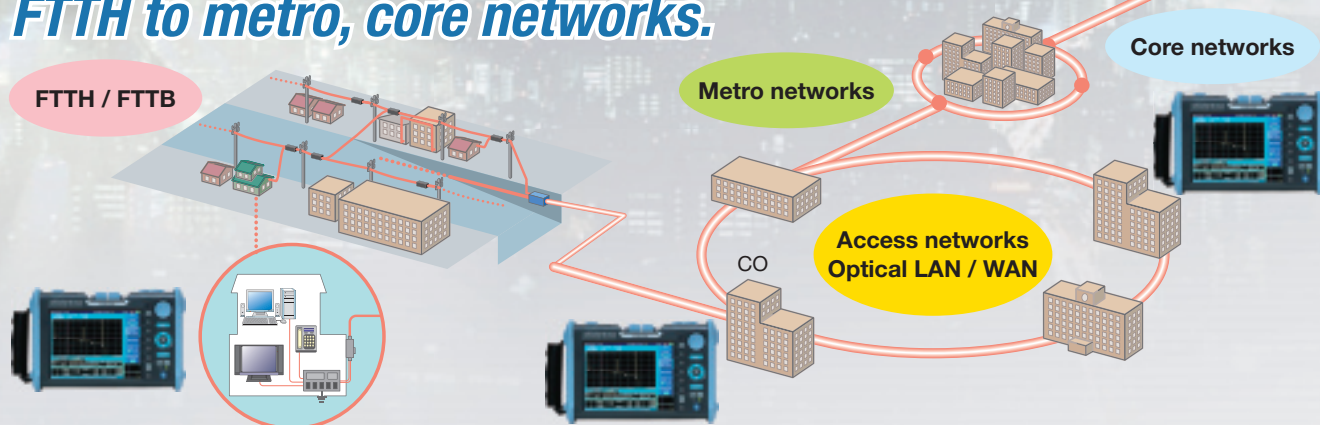 FTTH to metro, core networks.
FTTH / FTTB
Metro networks
Core networks
Access networks
Optical LAN / WAN
CO